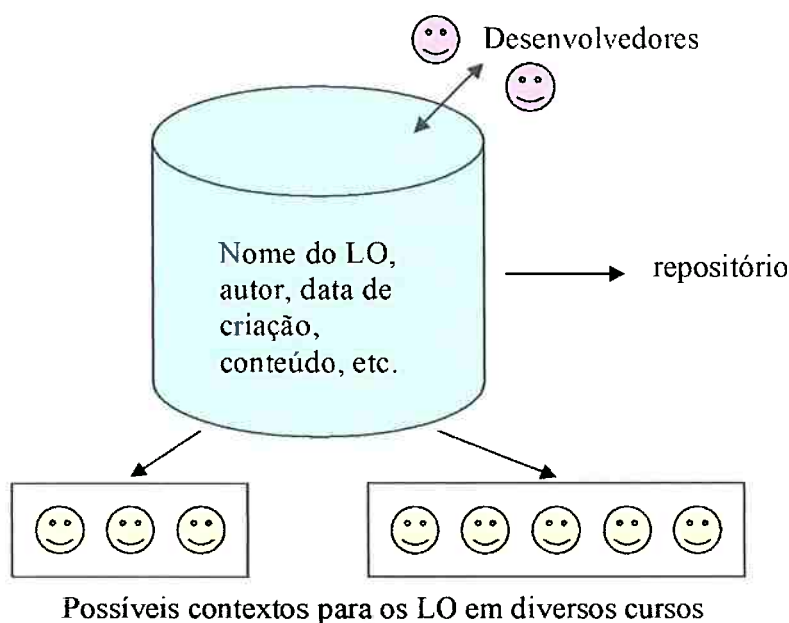 Desenvolvedores
Nome do LO,
autor, data de
criação,
conteúdo, etc.
repositório
Possíveis contextos para os LO em diversos cursos